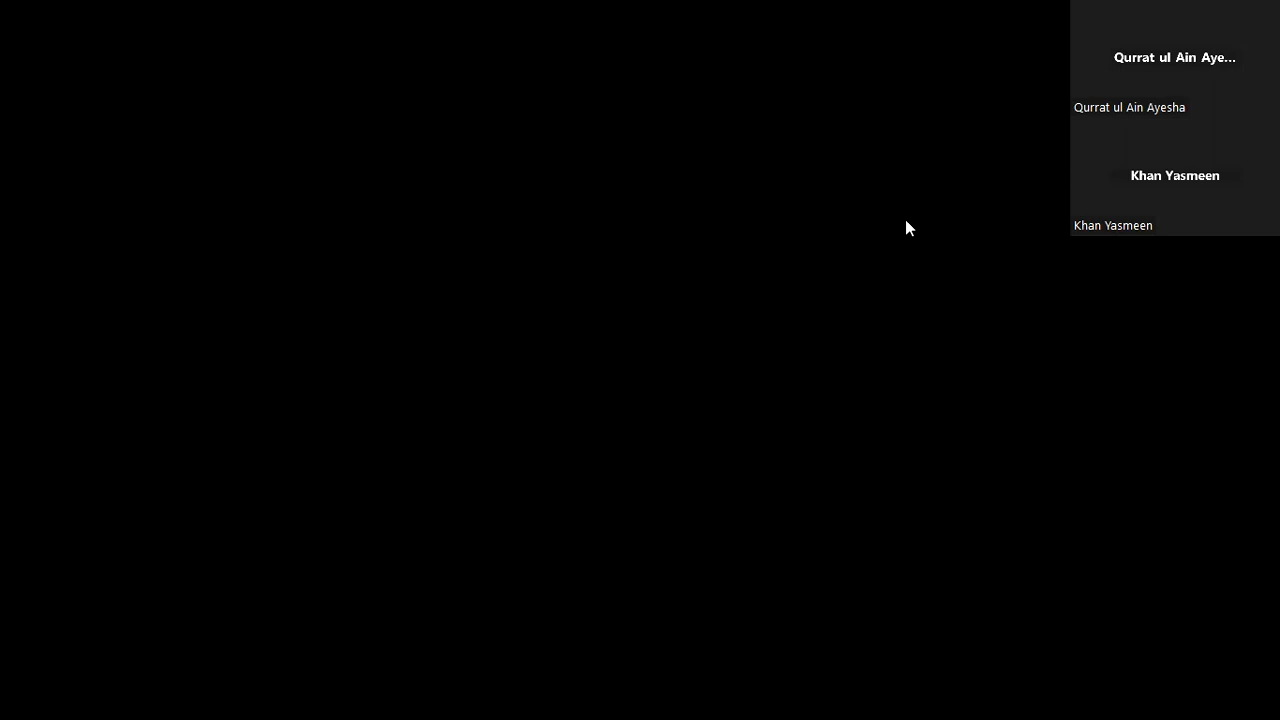 Qurrat ul Ain Aye...
Qurrat ul Ain Ayesha
Khan Yasmeen
Khan Yasmeen